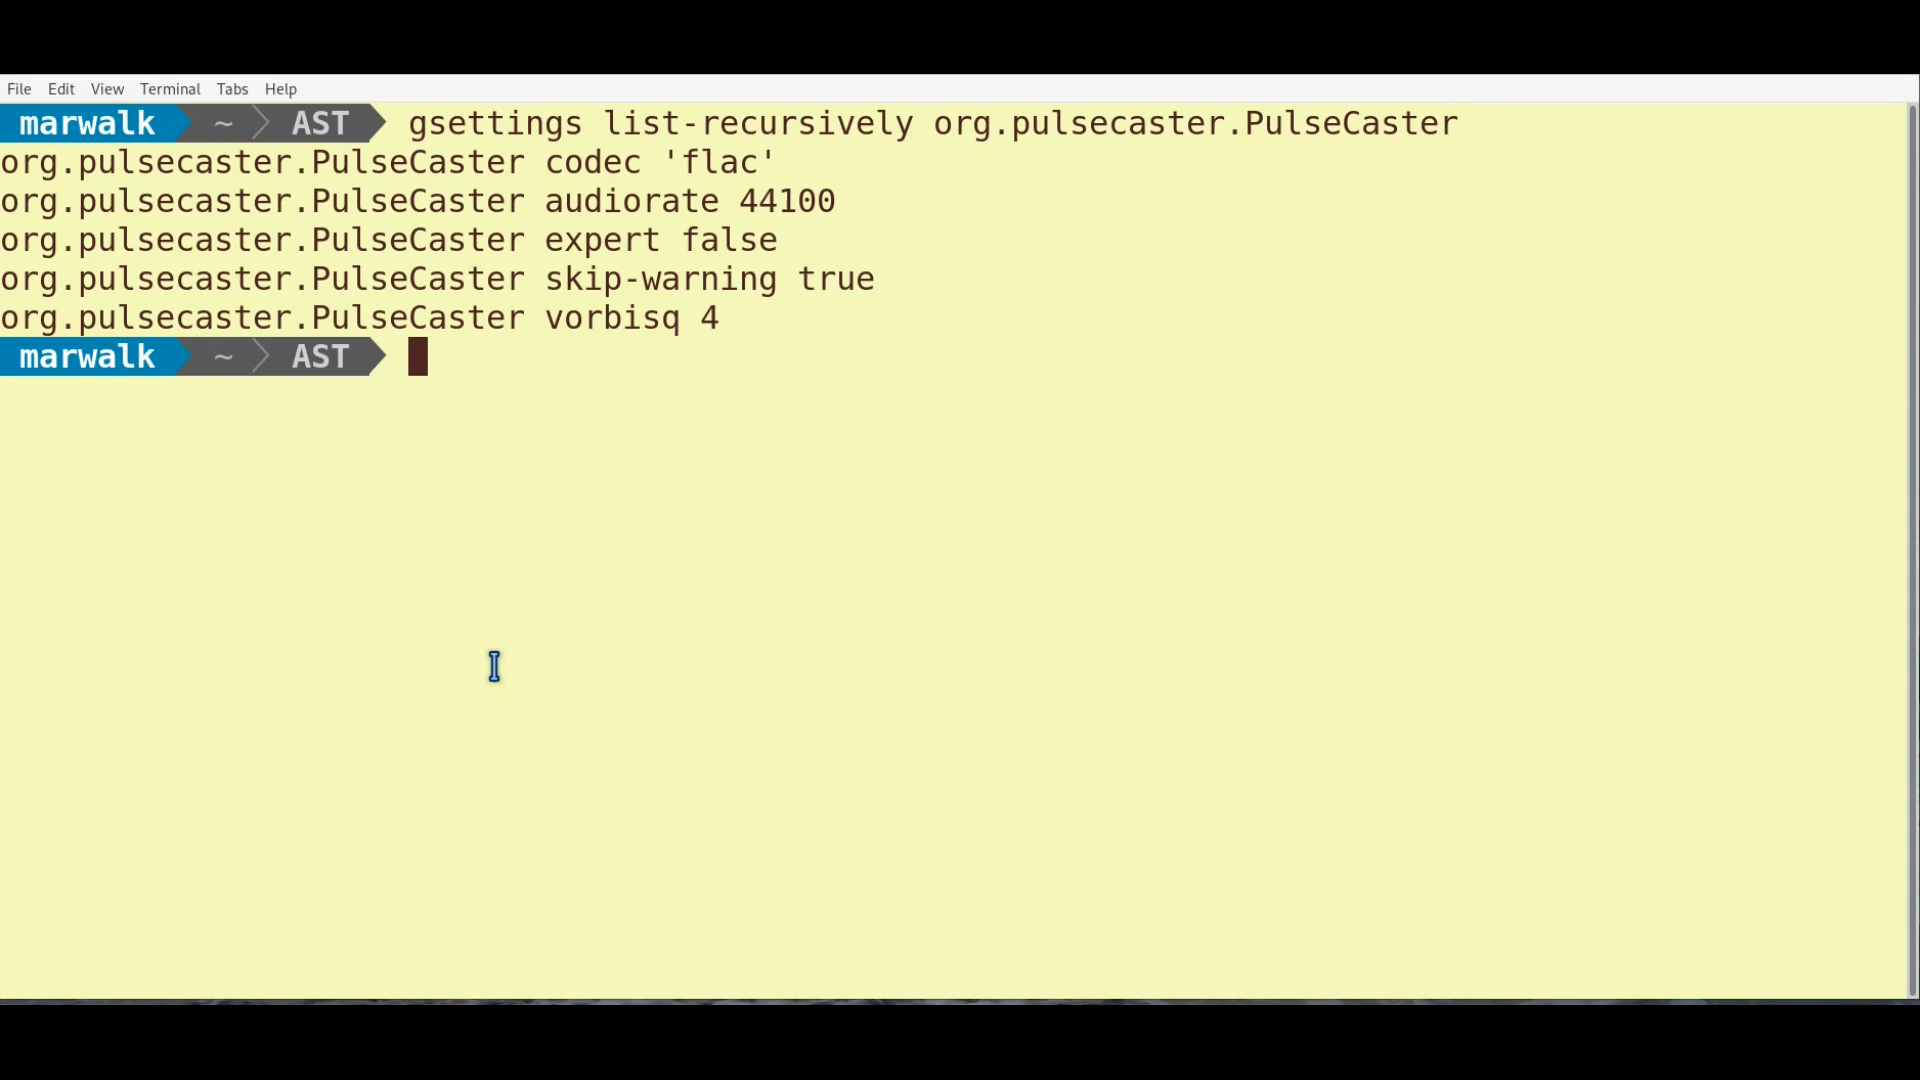 File Edit View Terminal Tabs Help
marwalk ~ AST gsettings list-recursively org.pulsecaster.PulseCaster
org.pulsecaster.PulseCaster codec 'flac'
org.pulsecaster.PulseCaster audiorate 44100
org.pulsecaster.PulseCaster expert false
org.pulsecaster.PulseCaster skip-warning true
org.pulsecaster.PulseCaster vorbisq 4
marwalk ~ AST